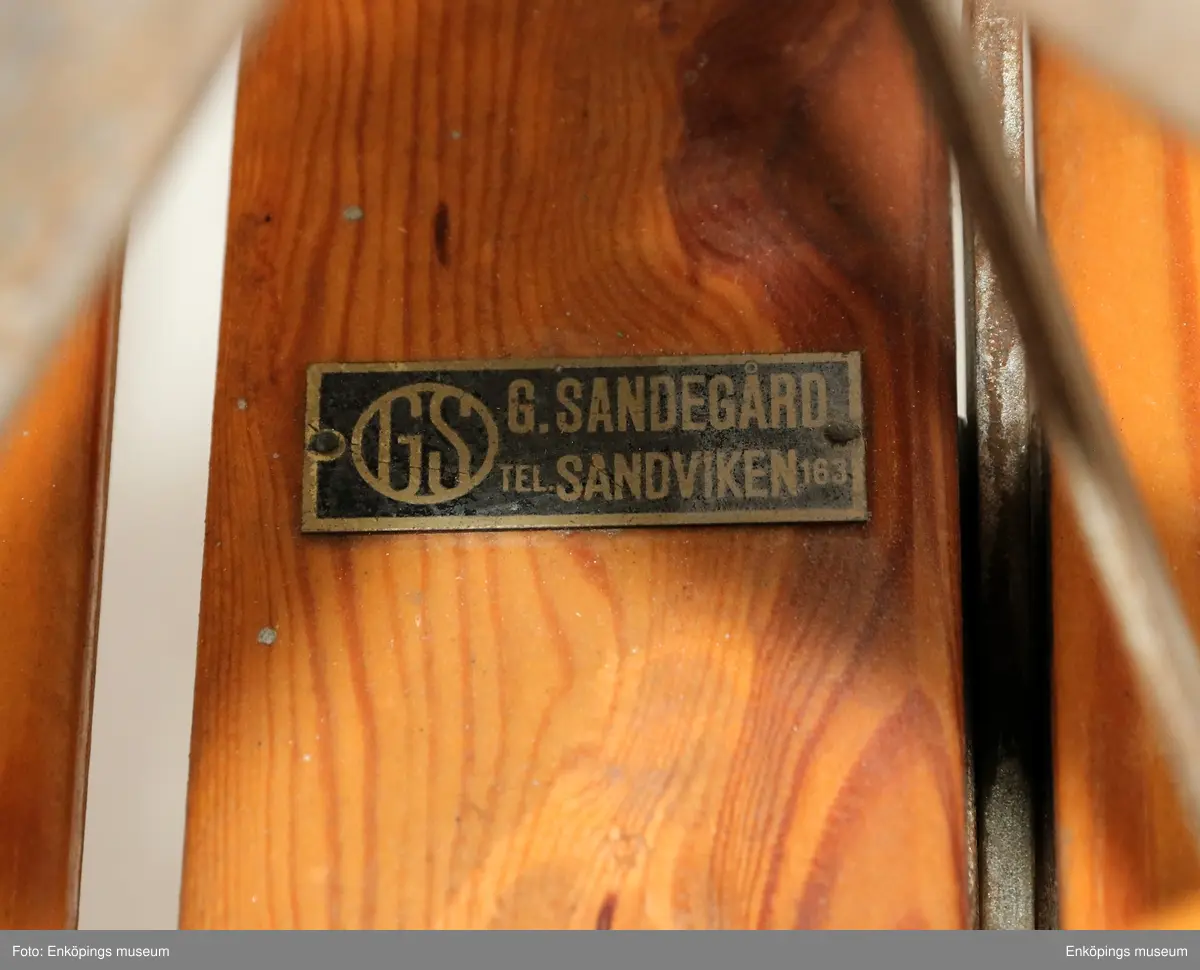 GS
G. SANDEGÅRD
TEL. SANDVIKEN 163
Foto: Enköpings museum
Enköpings museum